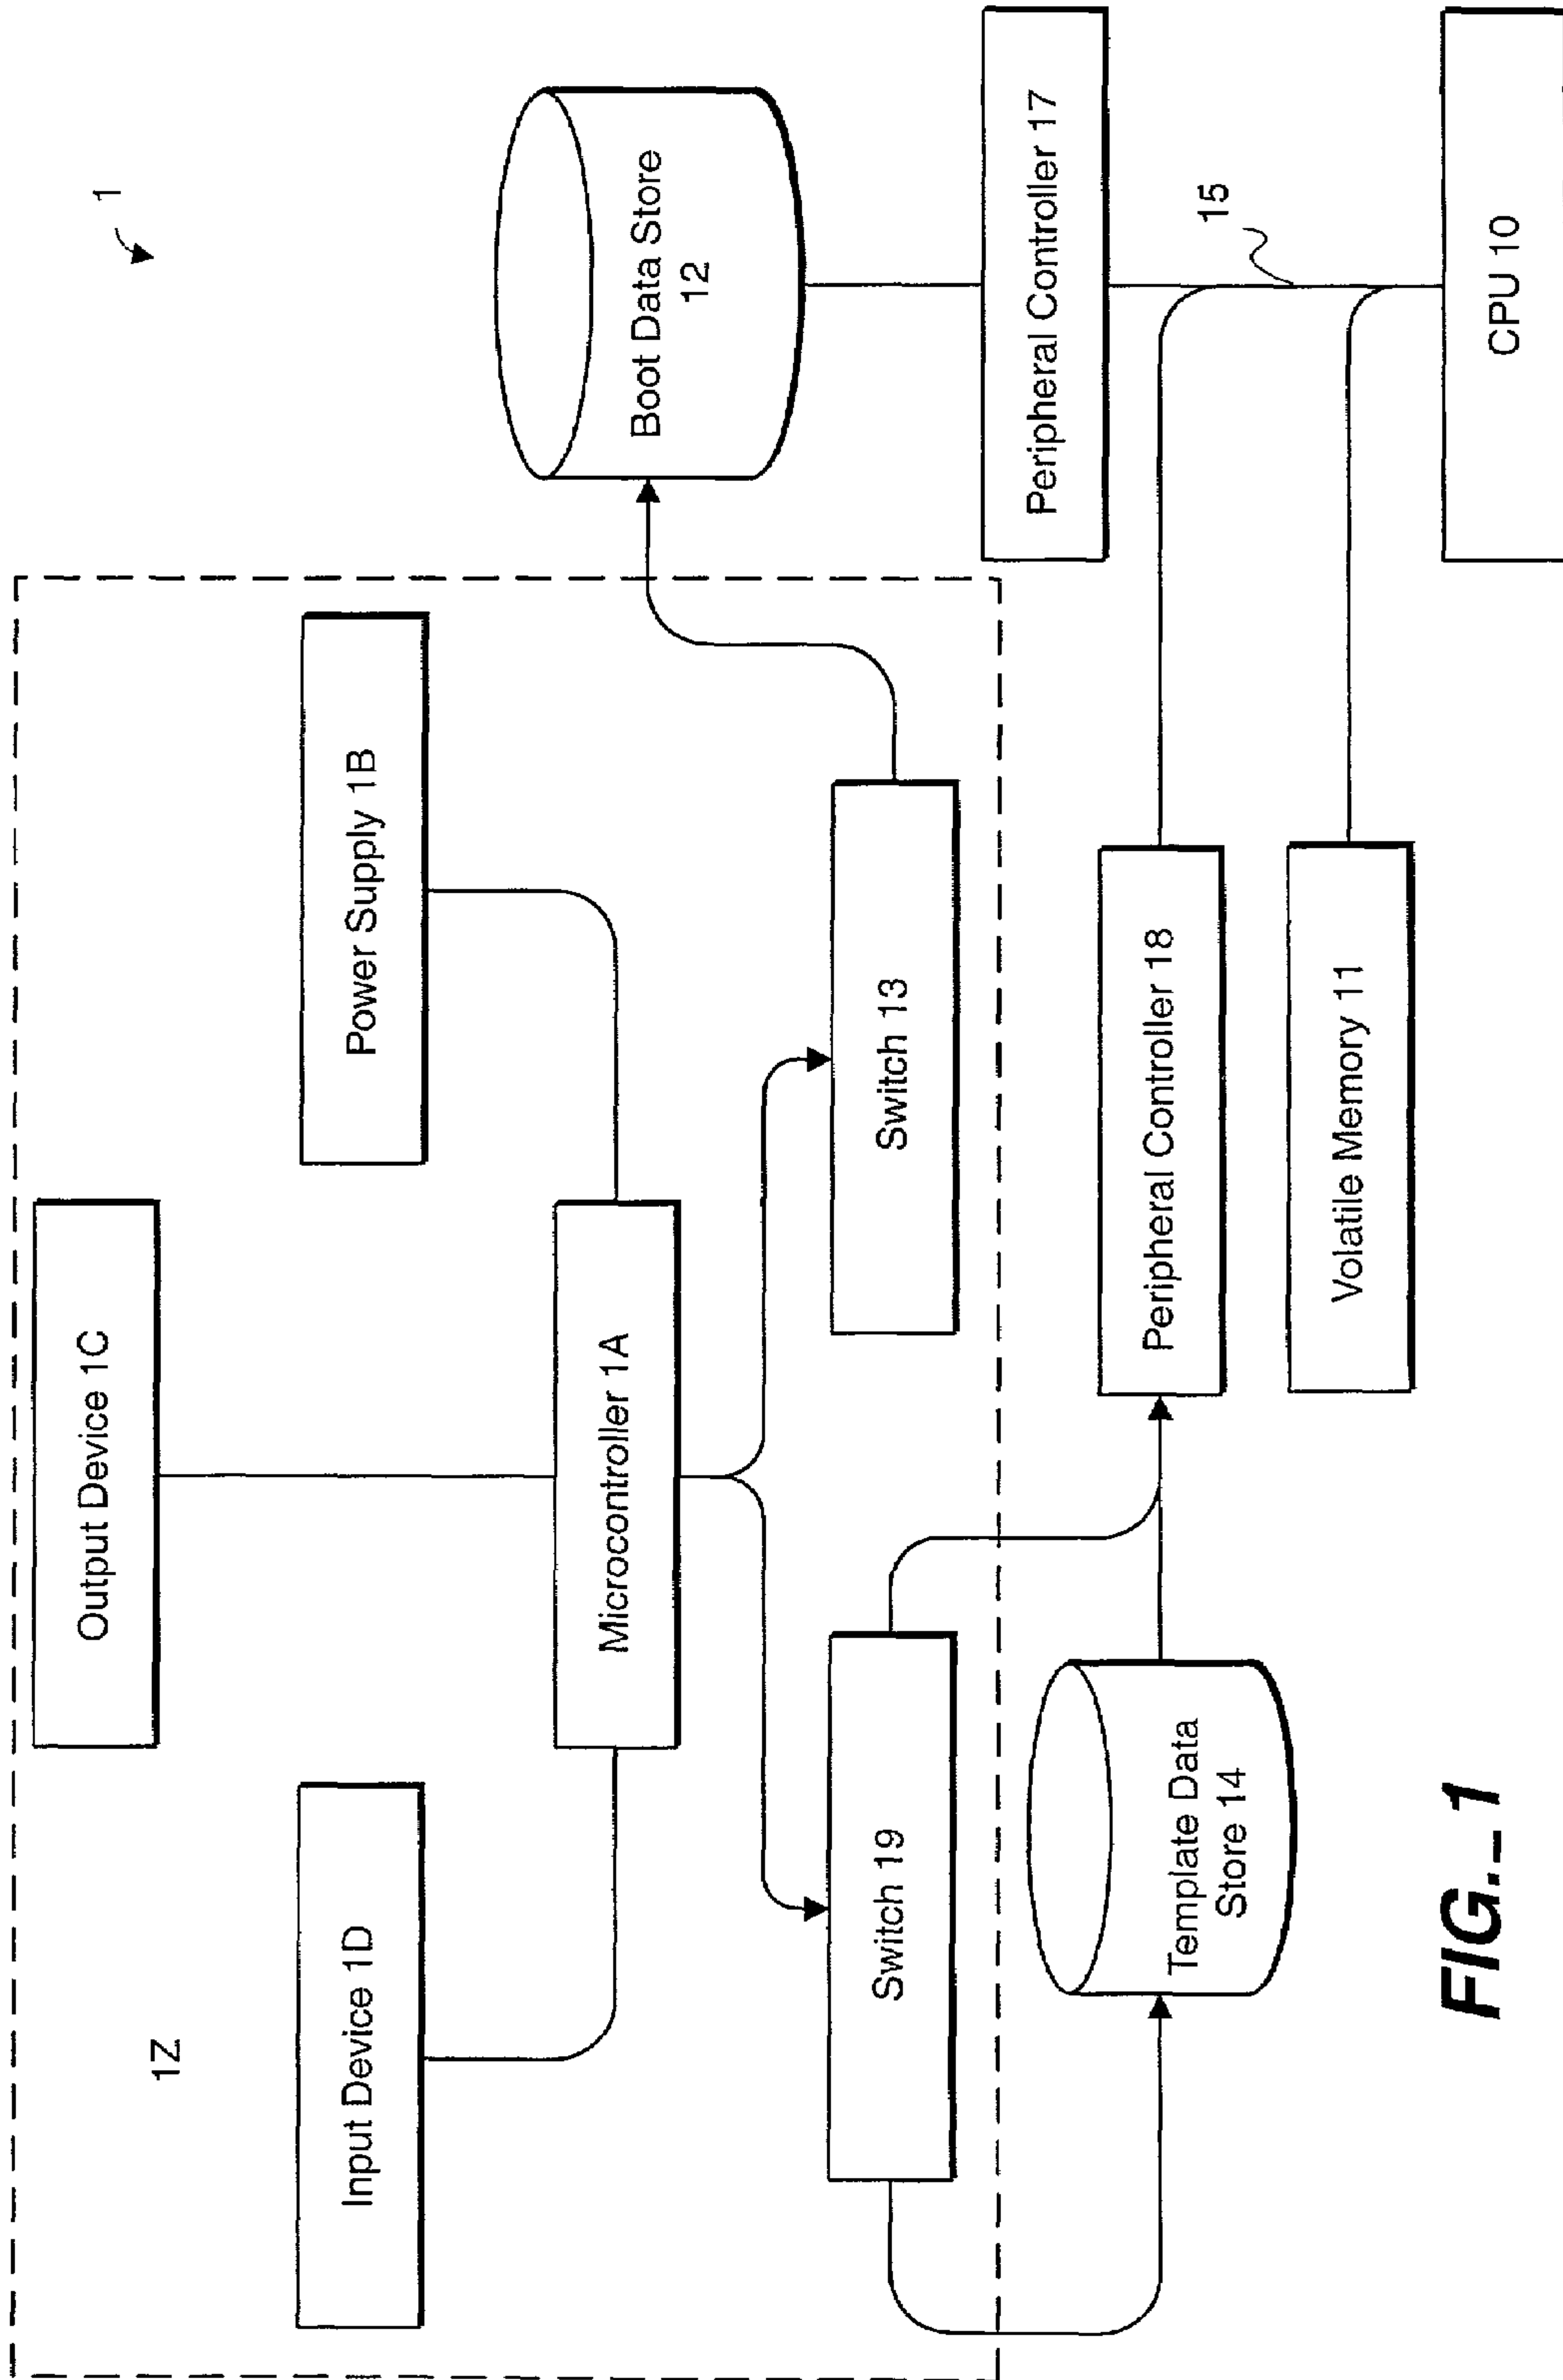 1
Output Device 1C
1Z
Input Device 1D
Power Supply 1B
Boot Data Store
12
Microcontroller 1A
Switch 19
Switch 13
Peripheral Controller 17
Template Data
Store 14
Peripheral Controller 18
15
Volatile Memory 11
CPU 10
FIG._1